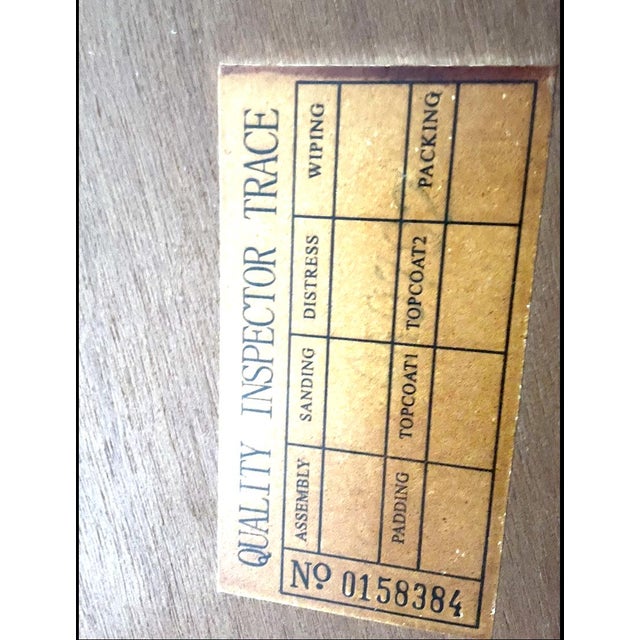 QUALITY INSPECTOR TRACE
ASSEMBLY SANDING DISTRESS WIPING
PADDING TOPCOAT1 TOPCOAT2 PACKING
Nº 0158384